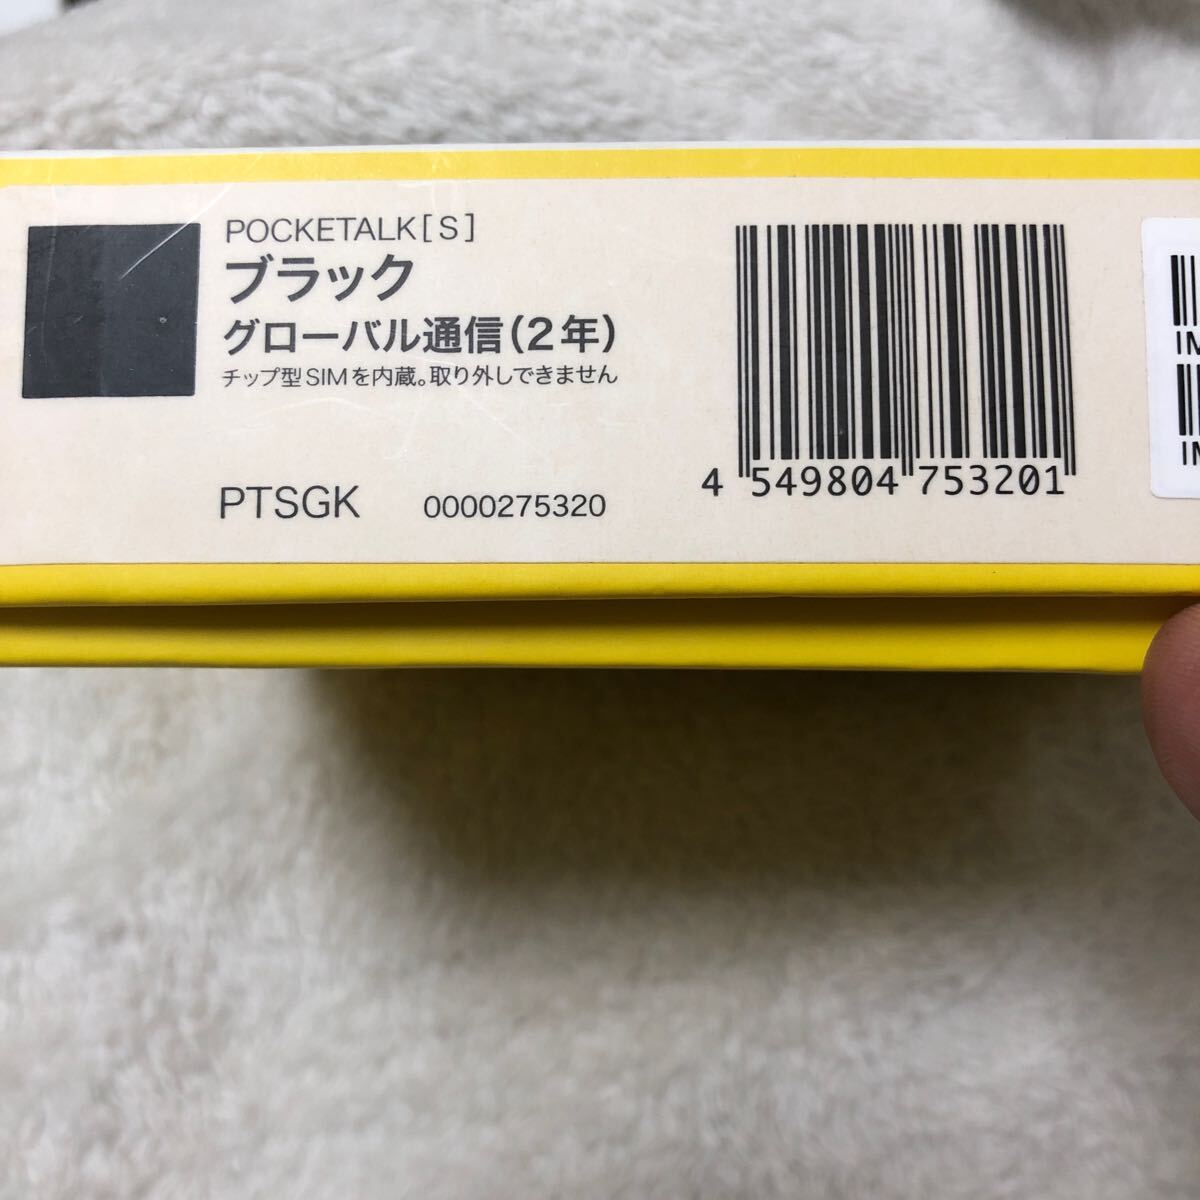 POCKETALK[S]
ブラック
グローバル通信(2年)
チップ型SIMを内蔵。取り外しできません
PTSGK 0000275320
4 549804 753201